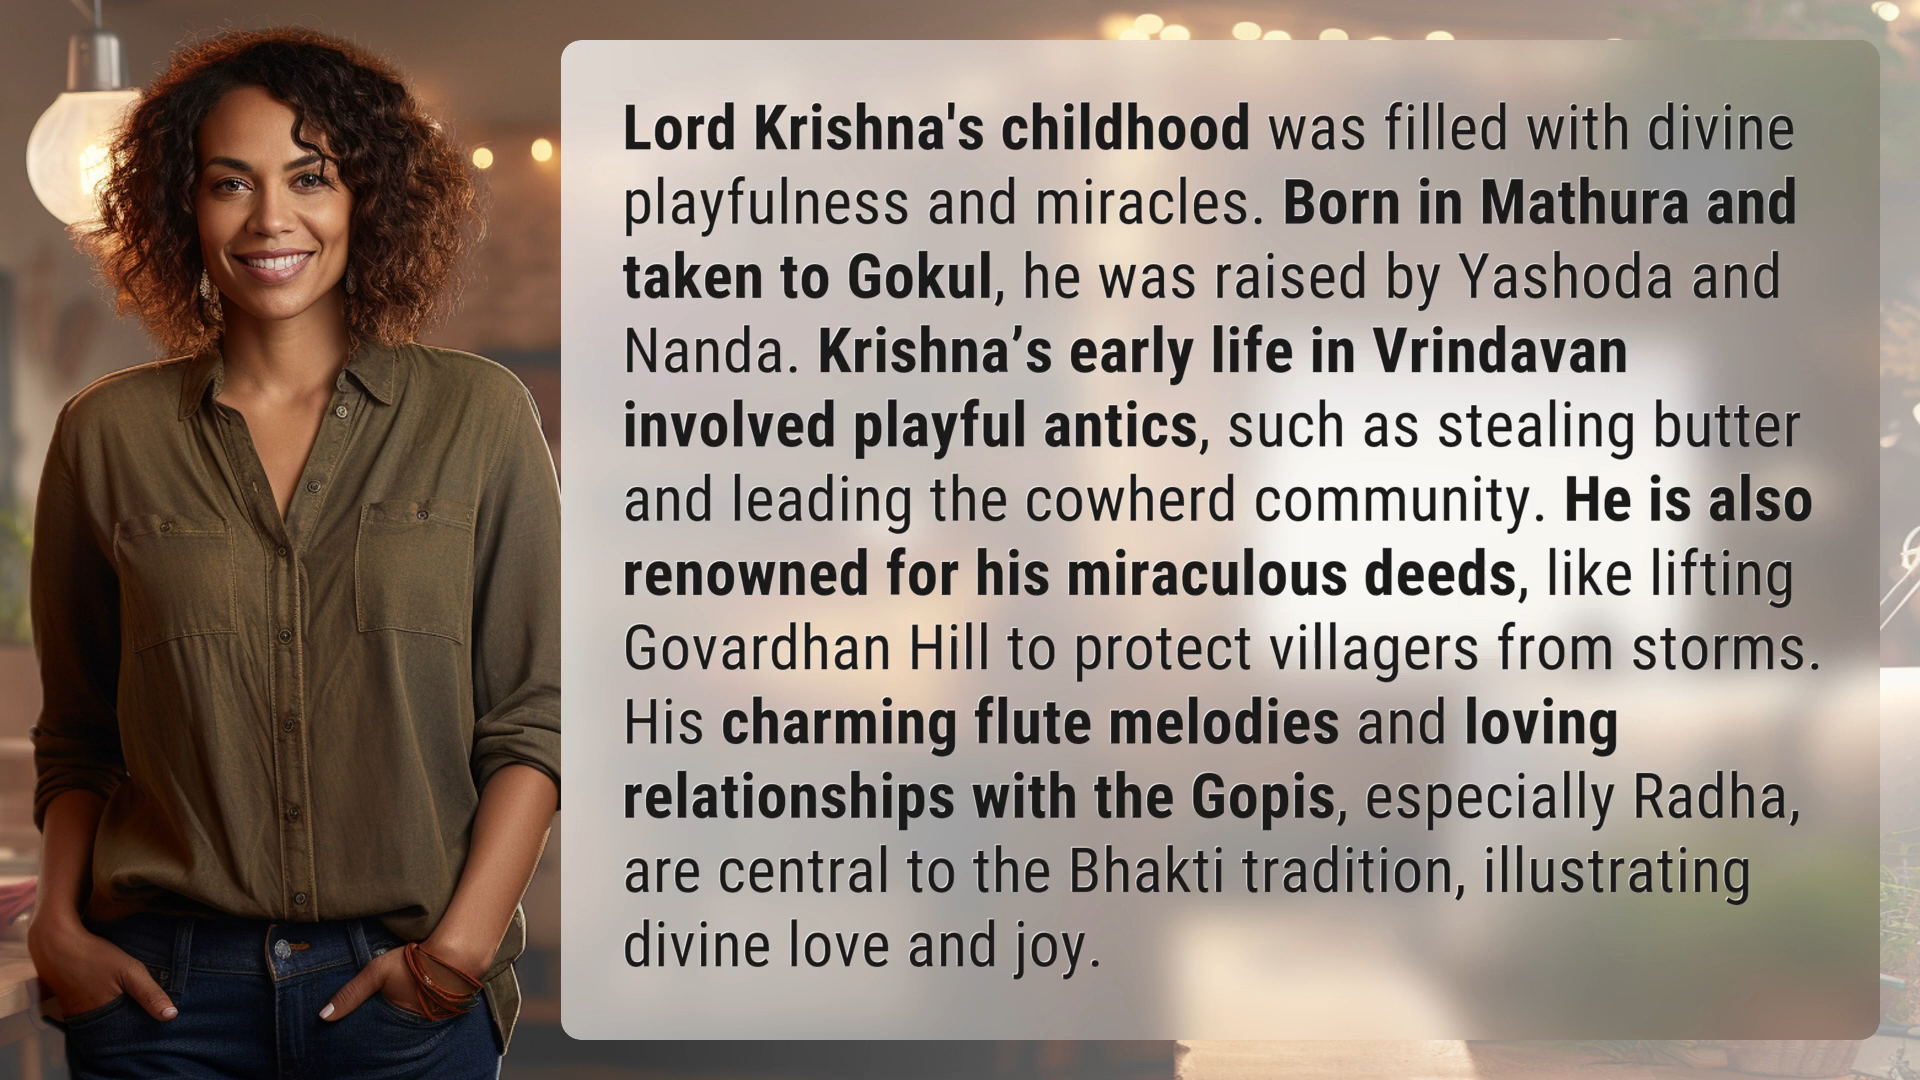 Lord Krishna's childhood was filled with divine
playfulness and miracles. Born in Mathura and
taken to Gokul, he was raised by Yashoda and
Nanda. Krishna’s early life in Vrindavan
involved playful antics, such as stealing butter
and leading the cowherd community. He is also
renowned for his miraculous deeds, like lifting
Govardhan Hill to protect villagers from storms.
His charming flute melodies and loving
relationships with the Gopis, especially Radha,
are central to the Bhakti tradition, illustrating
divine love and joy.